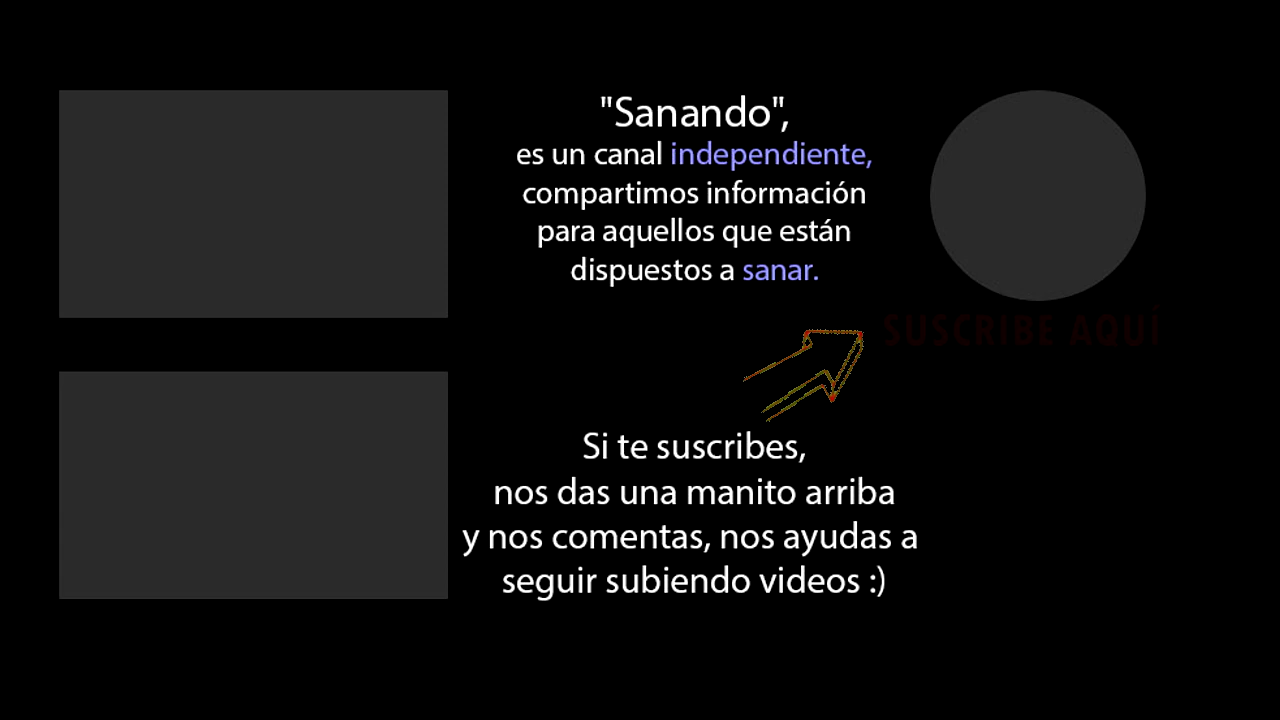 "Sanando",
es un canal independiente,
compartimos información
para aquellos que están
dispuestos a sanar.
SUSCRIBE AQUÍ
Si te suscribes,
nos das una manito arriba
y nos comentas, nos ayudas a
seguir subiendo videos :)